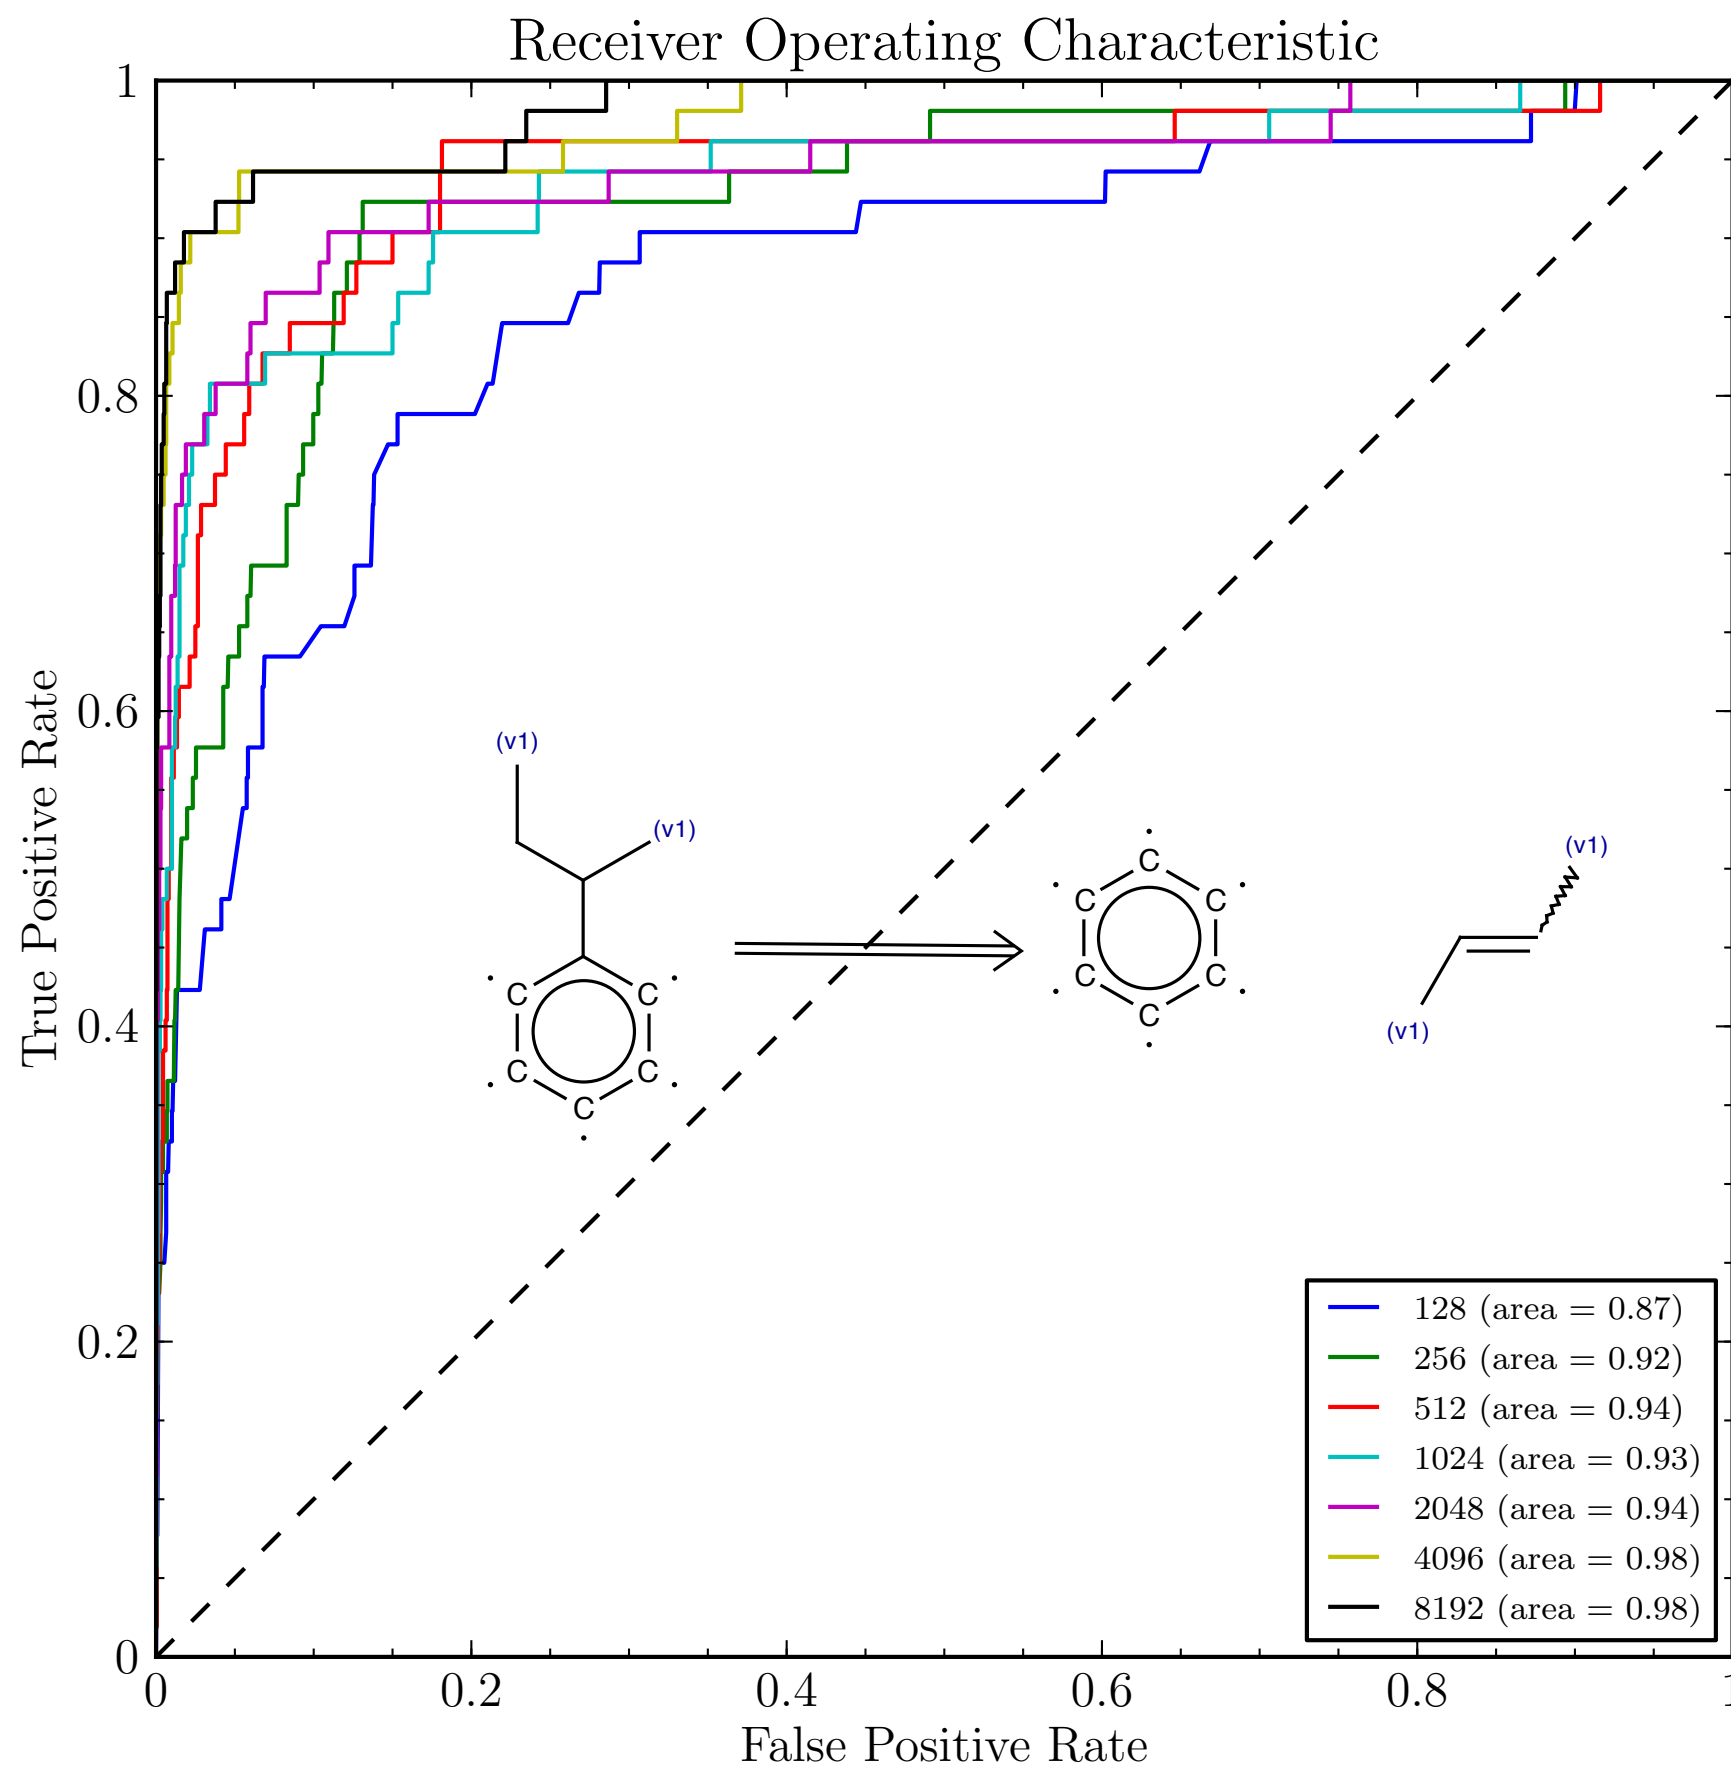 Receiver Operating Characteristic
1
0.8
0.6
0.4
0.2
0
True Positive Rate
(v1)
(v1)
C
C
C
C
C
C
C
C
C
C
C
(v1)
(v1)
128 (area = 0.87)
256 (area = 0.92)
512 (area = 0.94)
1024 (area = 0.93)
2048 (area = 0.94)
4096 (area = 0.98)
8192 (area = 0.98)
0 0.2 0.4 0.6 0.8 1
False Positive Rate